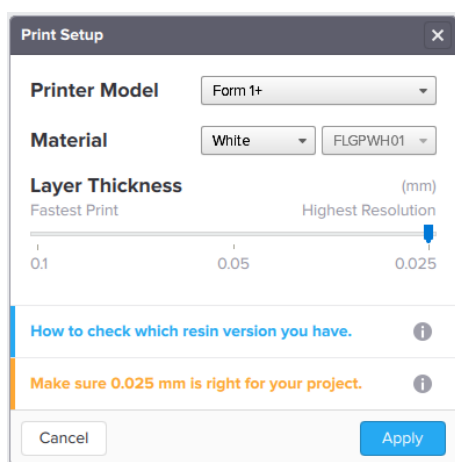 Print Setup
Printer Model Form 1+
Material White FLGPWH01
Layer Thickness (mm)
Fastest Print Highest Resolution
0.1 0.05 0.025
How to check which resin version you have.
Make sure 0.025 mm is right for your project.
Cancel Apply